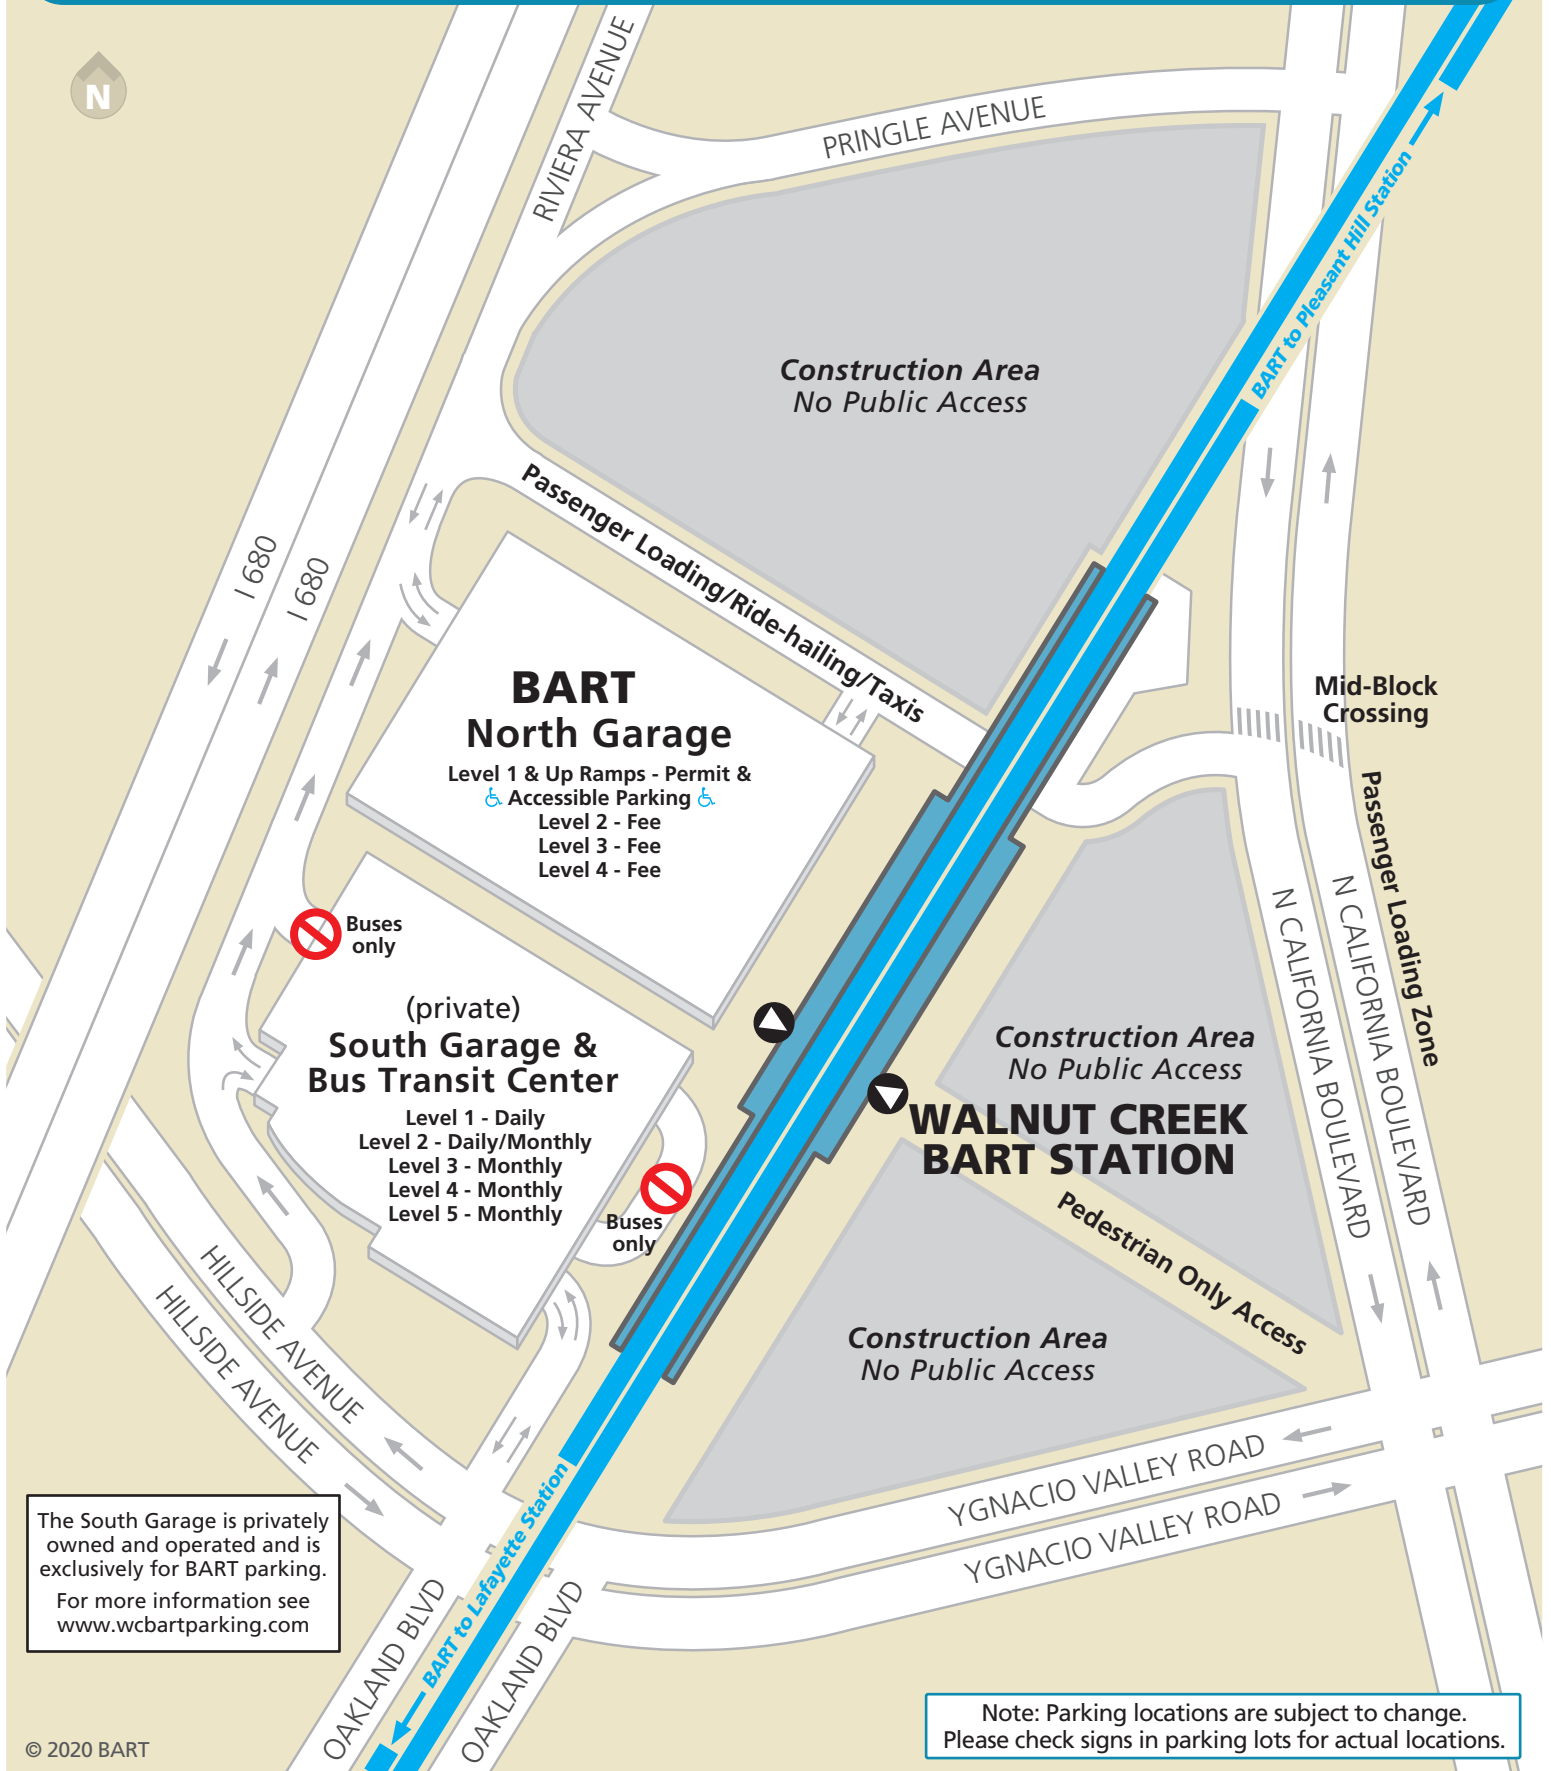 N
RIVIERA AVENUE
PRINGLE AVENUE
BART to Pleasant Hill Station
Construction Area
No Public Access
Passenger Loading/Ride-hailing/Taxis
I 680
I 680
BART
North Garage
Level 1 & Up Ramps - Permit &
Accessible Parking
Level 2 - Fee
Level 3 - Fee
Level 4 - Fee
Mid-Block
Crossing
Passenger Loading Zone
N CALIFORNIA BOULEVARD
N CALIFORNIA BOULEVARD
Buses
only
(private)
South Garage &
Bus Transit Center
Level 1 - Daily
Level 2 - Daily/Monthly
Level 3 - Monthly
Level 4 - Monthly
Level 5 - Monthly
Buses
only
Construction Area
No Public Access
WALNUT CREEK
BART STATION
Pedestrian Only Access
Construction Area
No Public Access
HILLSIDE AVENUE
HILLSIDE AVENUE
YGNACIO VALLEY ROAD
YGNACIO VALLEY ROAD
BART to Lafayette Station
OAKLAND BLVD
OAKLAND BLVD
The South Garage is privately
owned and operated and is
exclusively for BART parking.
For more information see
www.wcbartparking.com
Note: Parking locations are subject to change.
Please check signs in parking lots for actual locations.
© 2020 BART